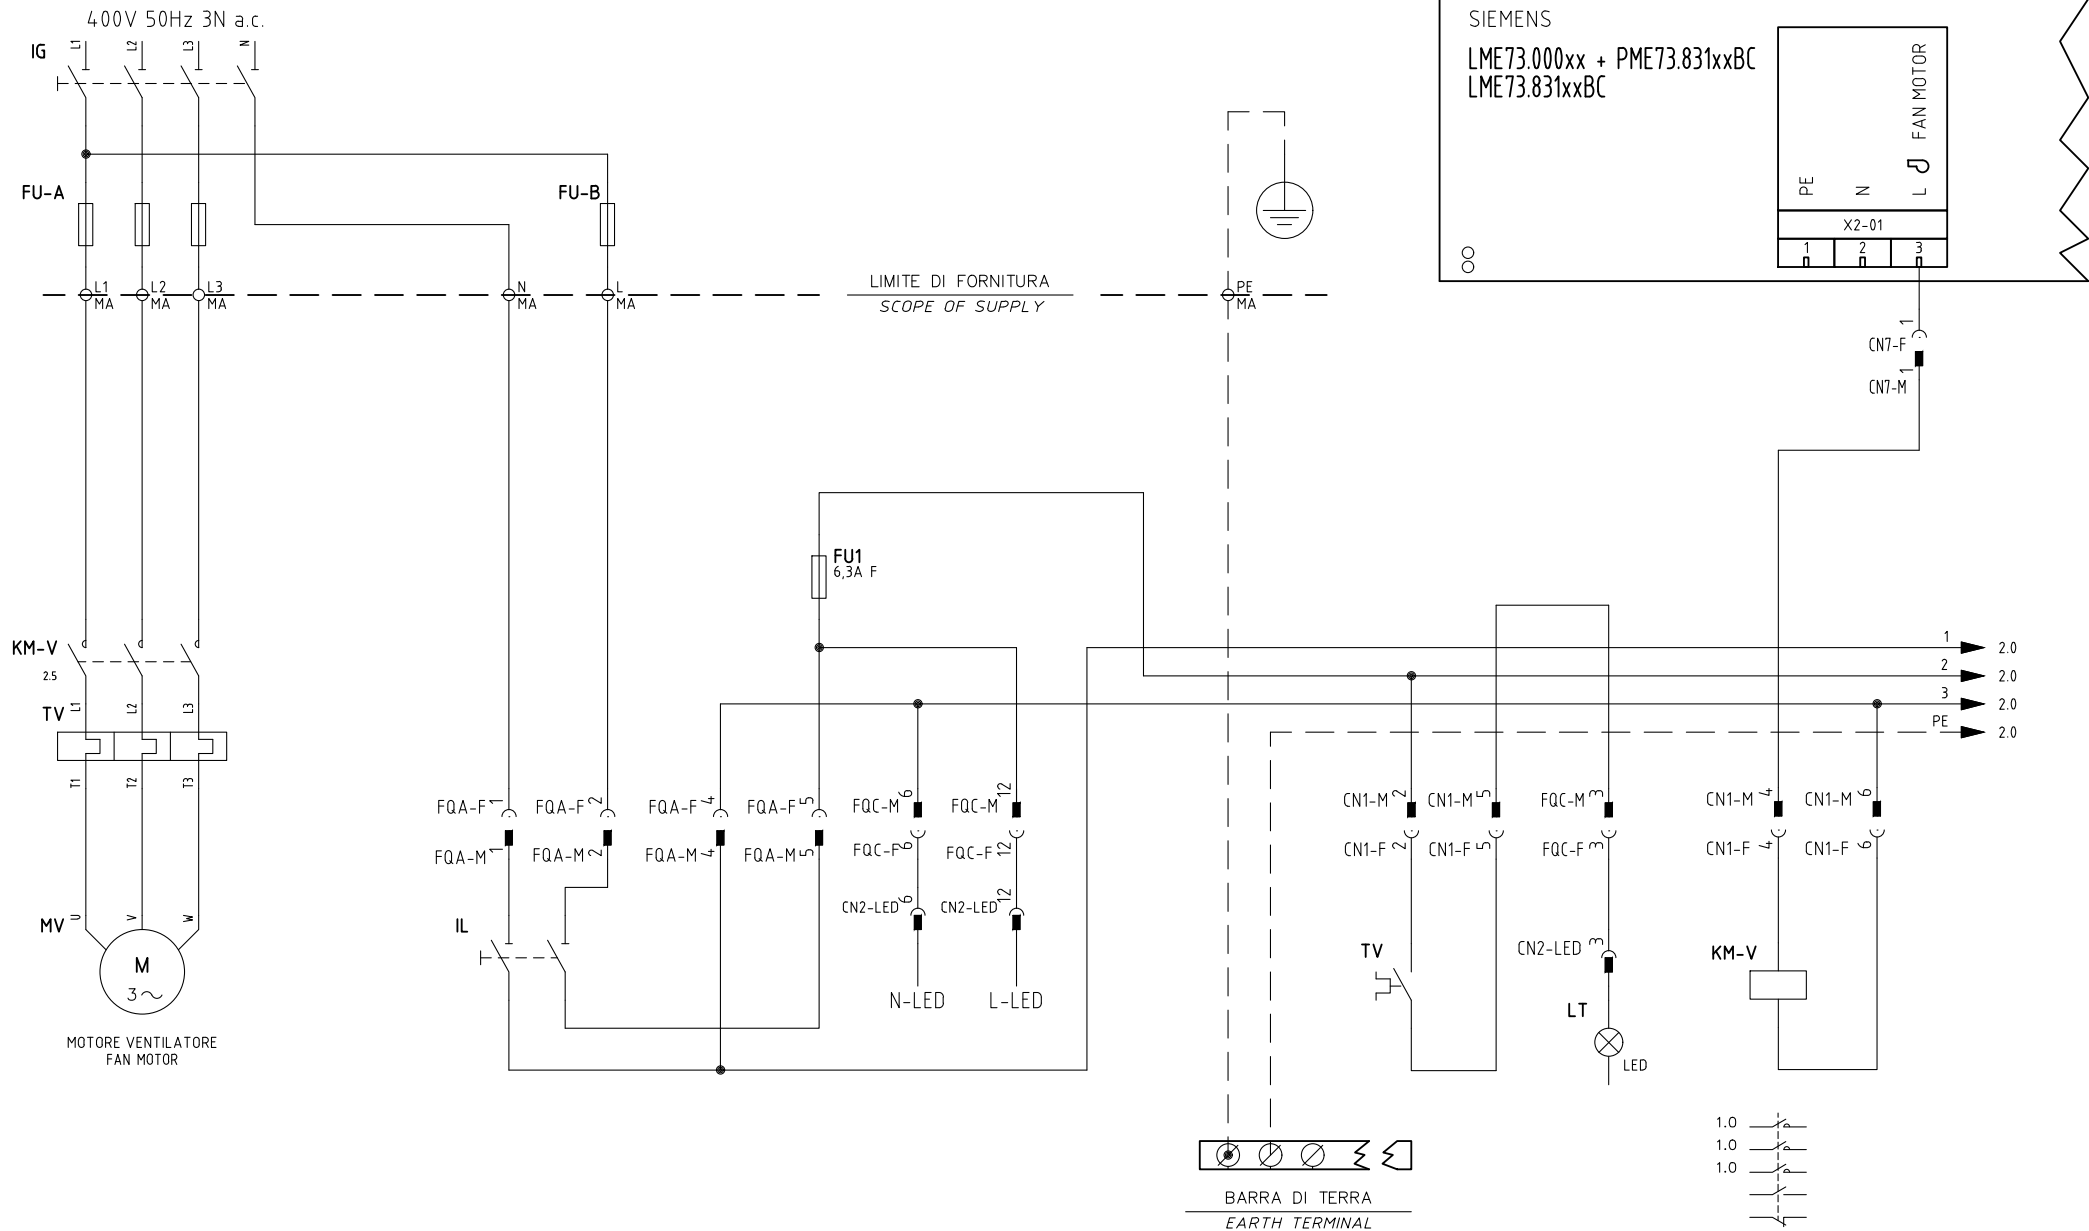 400V 50Hz 3N a.c.
IG
L1 L2 L3 N
FU-A
FU-B
L1 L2 L3 N L
MA MA MA MA MA
LIMITE DI FORNITURA
SCOPE OF SUPPLY
PE
MA
SIEMENS
LME73.000xx + PME73.831xxBC
LME73.831xxBC
PE N L FAN MOTOR
X2-01
1 2 3
1
CN7-F
1
CN7-M
FU1
6,3A F
KM-V
2.5
TV
L1 L2 L3
T1 T2 T3
MV
U V W
M
3~
MOTORE VENTILATORE
FAN MOTOR
1 2.0
2 2.0
3 2.0
PE 2.0
FQA-F 1 FQA-F 2 FQA-F 4 FQA-F 5 FQC-M 6 FQC-M 12
FQA-M 1 FQA-M 2 FQA-M 4 FQA-M 5 FQC-F 6 FQC-F 12
CN2-LED 6 CN2-LED 12
IL
N-LED L-LED
CN1-M 2 CN1-M 5 FQC-M 3 CN1-M 4 CN1-M 6
CN1-F 2 CN1-F 5 FQC-F 3 CN1-F 4 CN1-F 6
TV
CN2-LED 3
LT
LED
KM-V
1.0
1.0
1.0
BARRA DI TERRA
EARTH TERMINAL